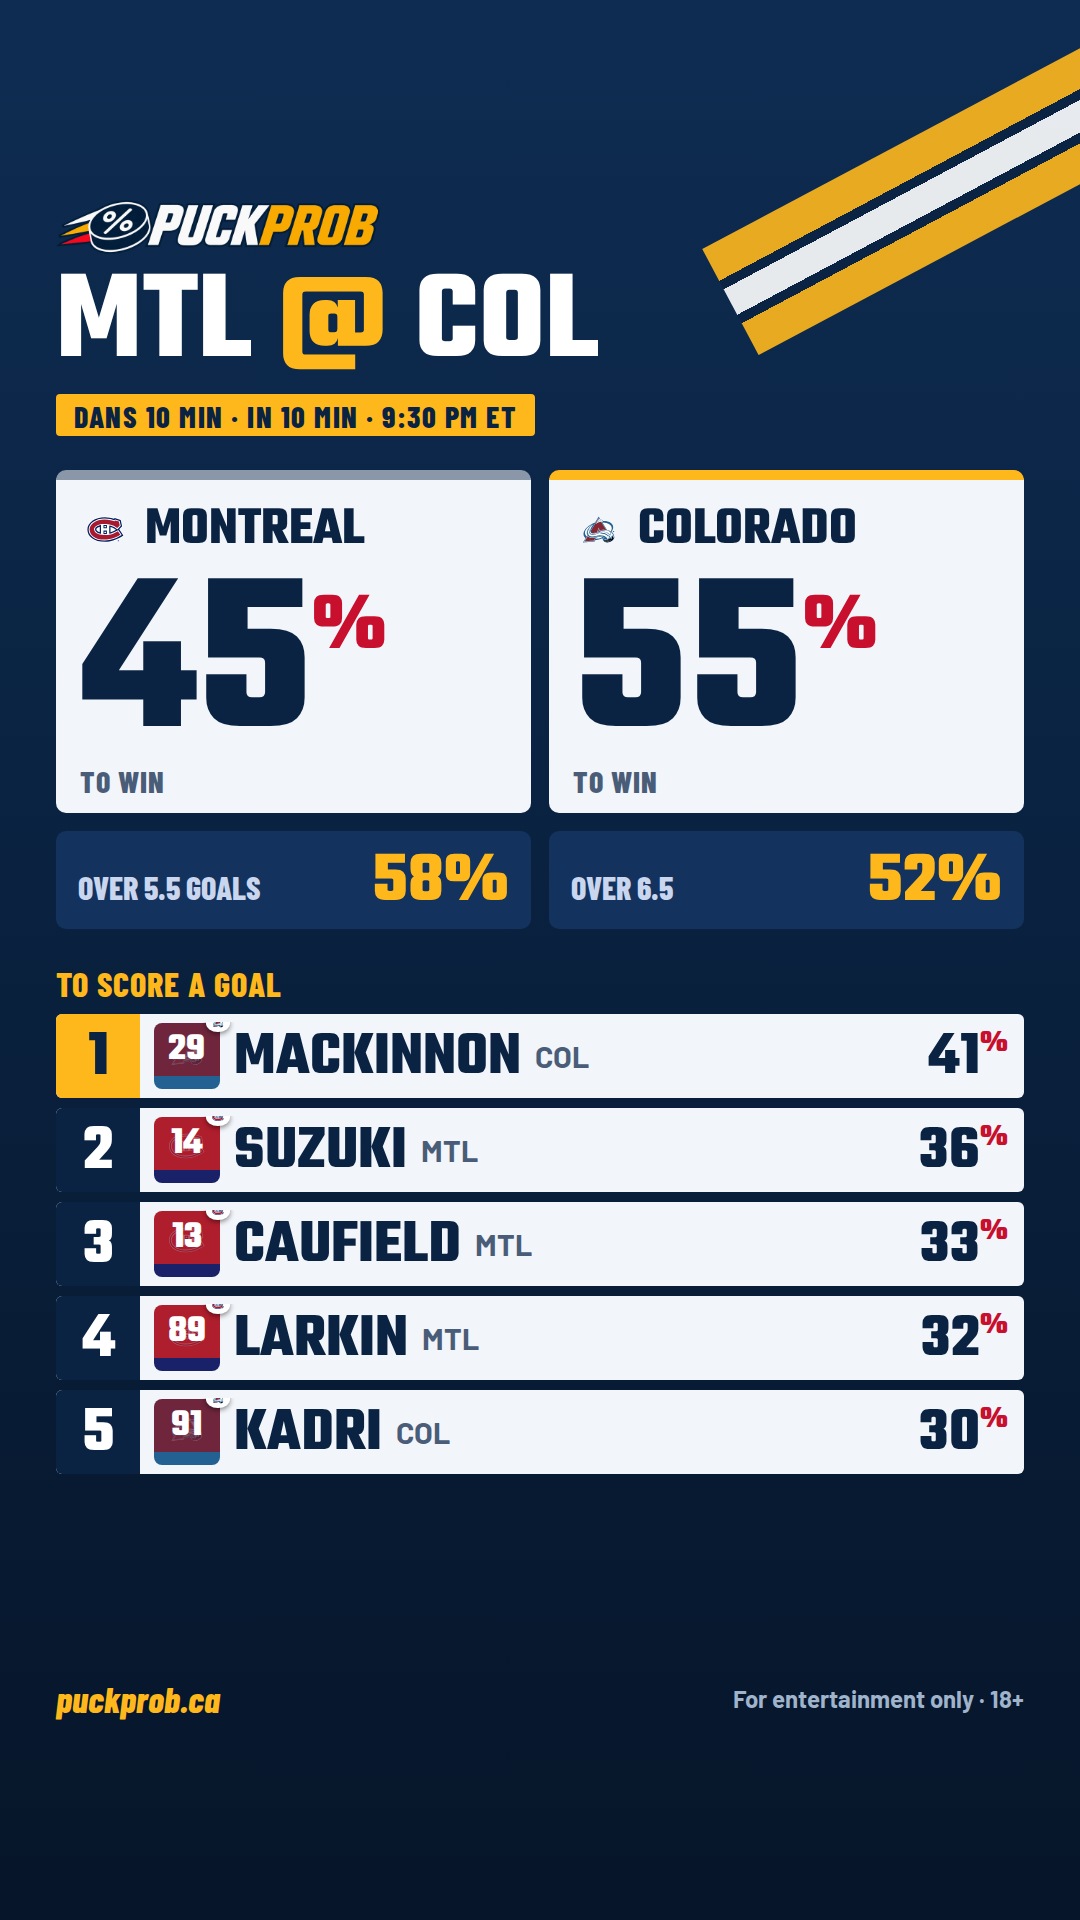 % PUCKPROB
MTL @ COL
DANS 10 MIN · IN 10 MIN · 9:30 PM ET
MONTREAL
45%
TO WIN
COLORADO
55%
TO WIN
OVER 5.5 GOALS 58%
OVER 6.5 52%
TO SCORE A GOAL
1 29 MACKINNON COL 41%
2 14 SUZUKI MTL 36%
3 13 CAUFIELD MTL 33%
4 89 LARKIN MTL 32%
5 91 KADRI COL 30%
puckprob.ca
For entertainment only · 18+